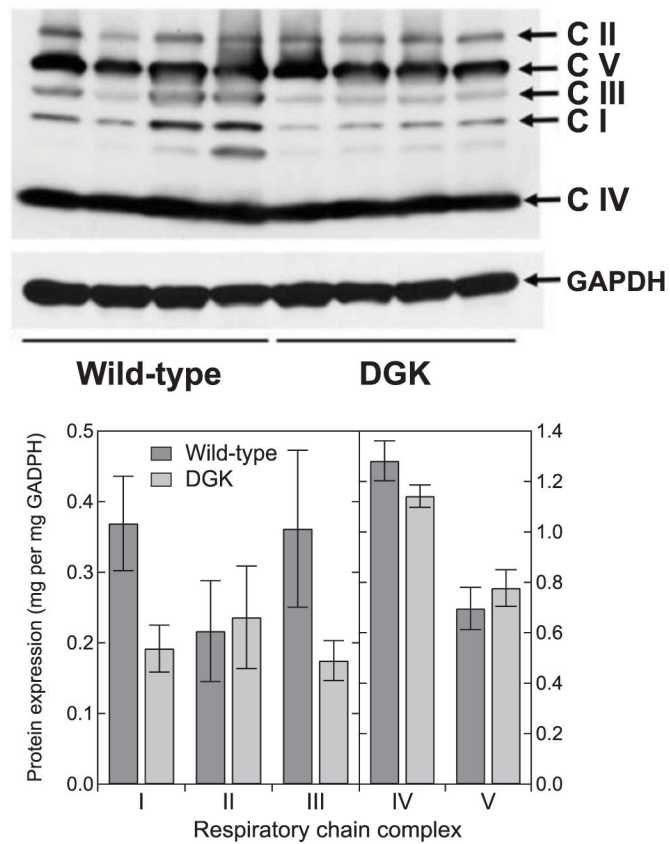 C II
C V
C III
C I
C IV
GAPDH
Wild-type DGK
Protein expression (mg per mg GADPH)
0.5
0.4
0.3
0.2
0.1
0.0
Wild-type
DGK
1.4
1.2
1.0
0.8
0.6
0.4
0.2
0.0
I II III IV V
Respiratory chain complex